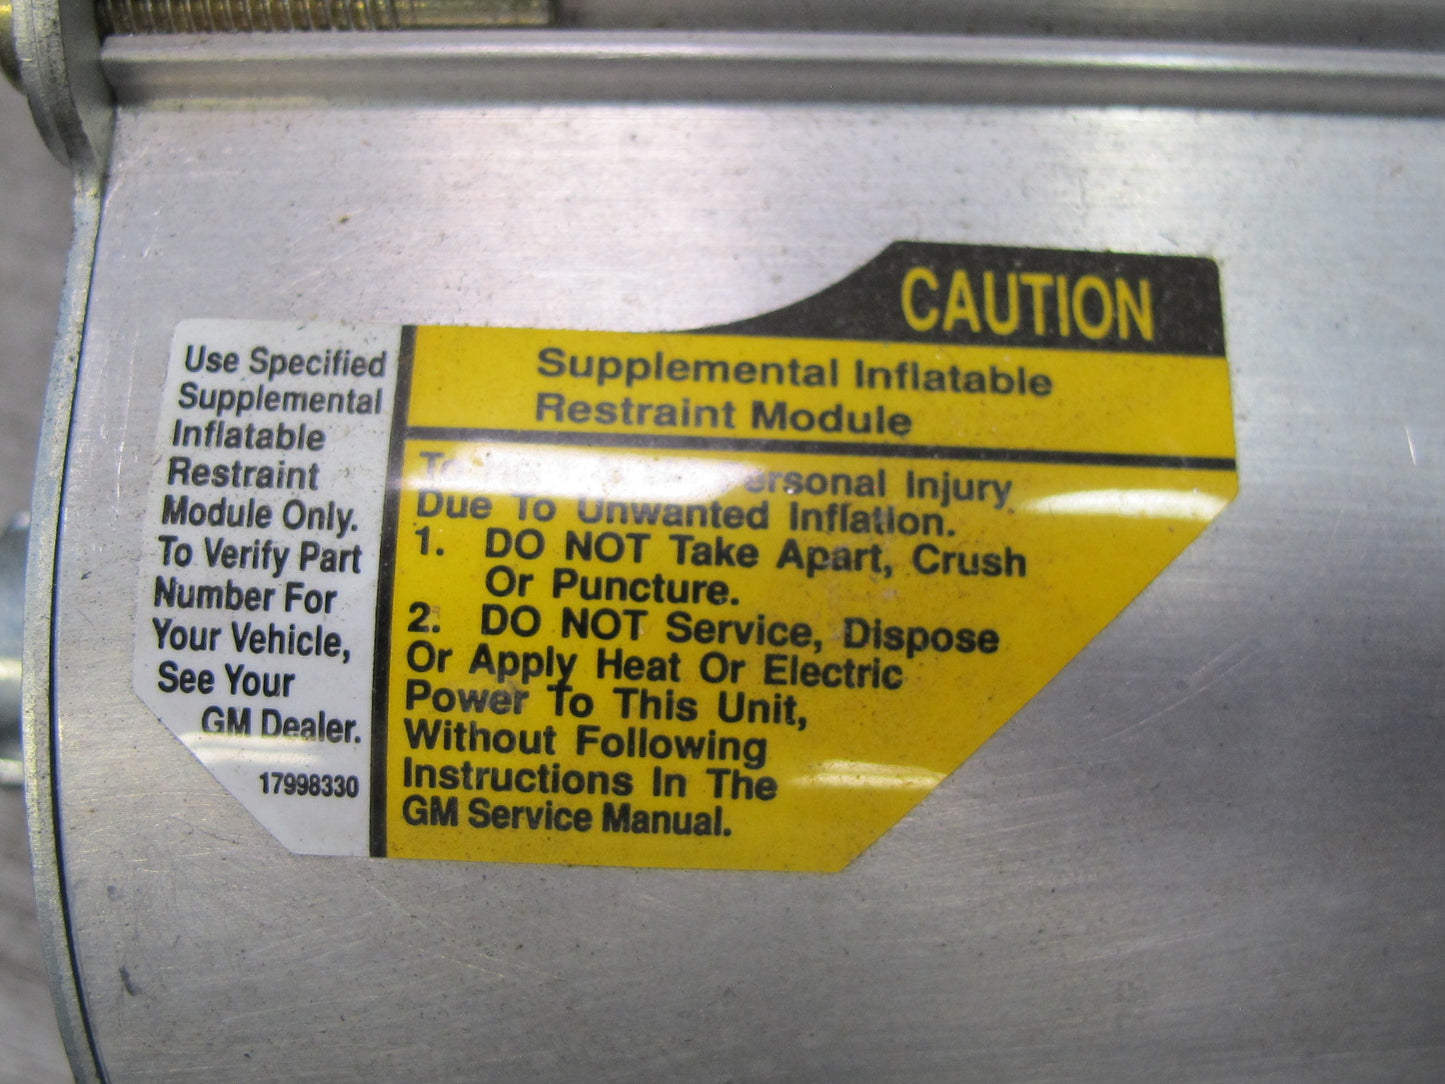 Use Specified
Supplemental
Inflatable
Restraint
Module Only.
To Verify Part
Number For
Your Vehicle,
See Your
GM Dealer.
17998330
CAUTION
Supplemental Inflatable
Restraint Module
To Personal Injury
Due To Unwanted Inflation.
1. DO NOT Take Apart, Crush
Or Puncture.
2. DO NOT Service, Dispose
Or Apply Heat Or Electric
Power To This Unit,
Without Following
Instructions In The
GM Service Manual.